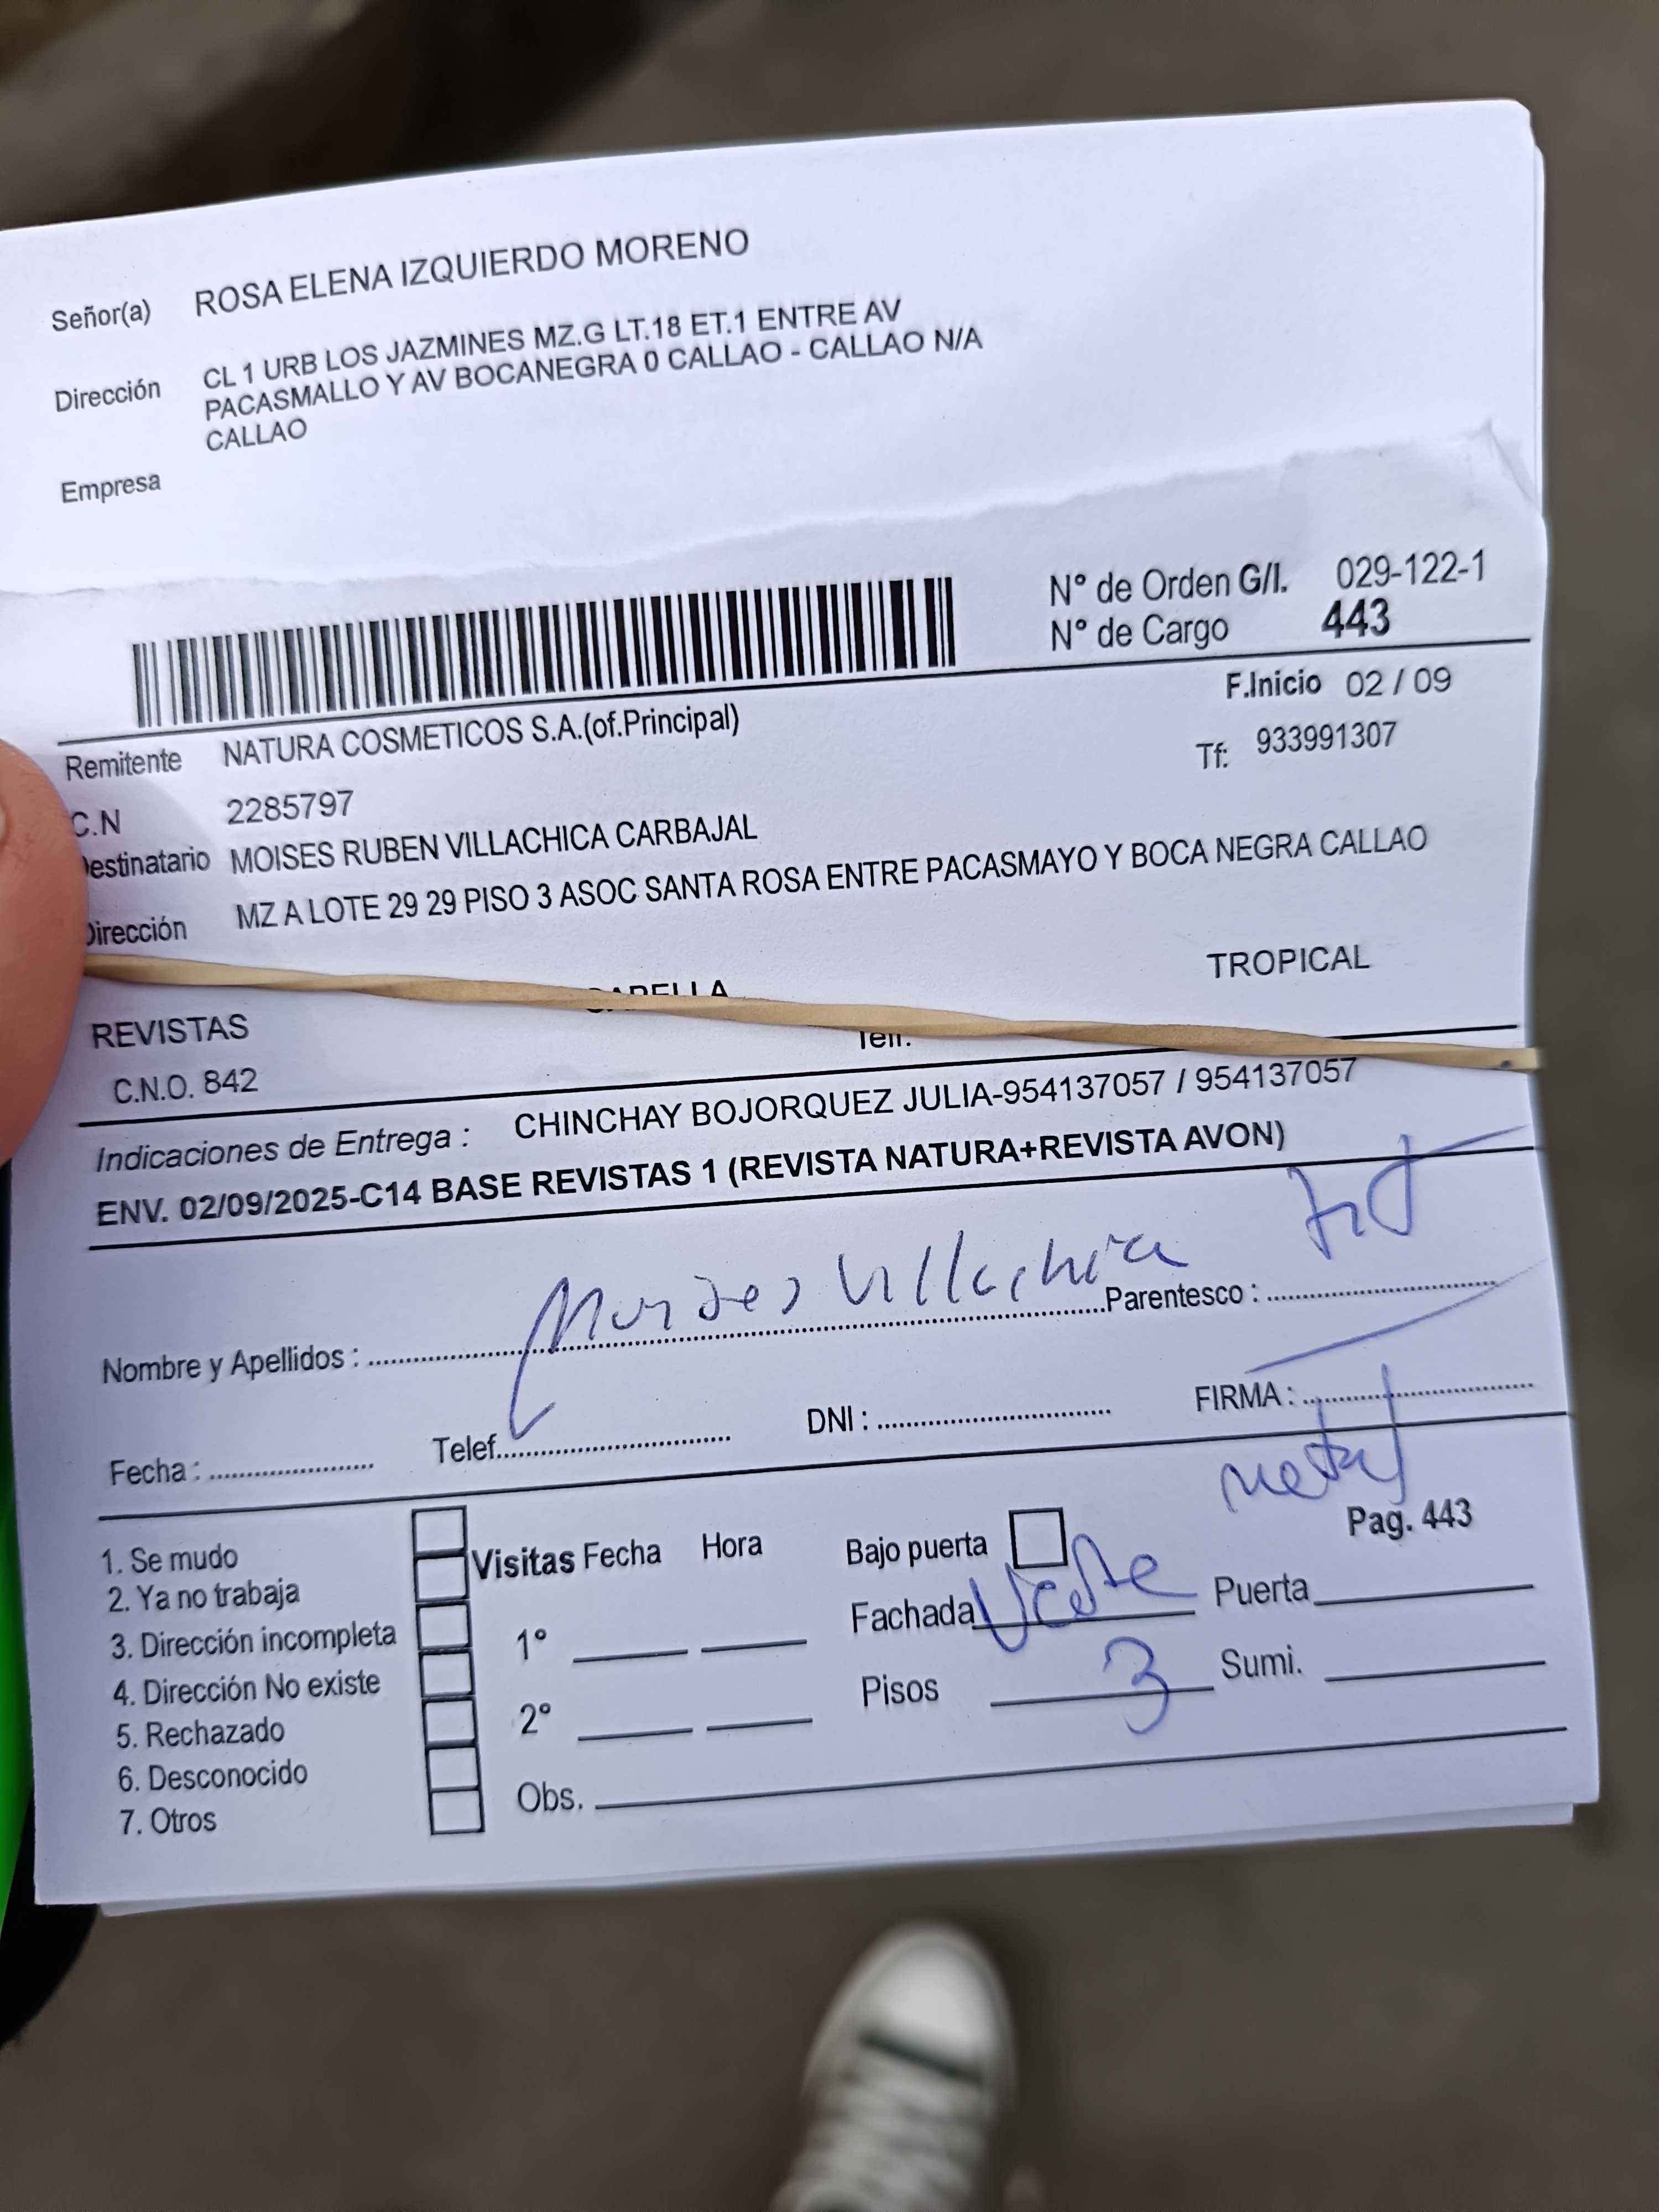 Señor(a) ROSA ELENA IZQUIERDO MORENO
Dirección CL 1 URB LOS JAZMINES MZ.G LT.18 ET.1 ENTRE AV
PACASMALLO Y AV BOCANEGRA 0 CALLAO - CALLAO N/A
CALLAO
Empresa
N° de Orden G/I. 029-122-1
N° de Cargo 443
F.Inicio 02 / 09
Remitente NATURA COSMETICOS S.A.(of.Principal)
Tf: 933991307
C.N 2285797
Destinatario MOISES RUBEN VILLACHICA CARBAJAL
Dirección MZ A LOTE 29 29 PISO 3 ASOC SANTA ROSA ENTRE PACASMAYO Y BOCA NEGRA CALLAO
TROPICAL
REVISTAS
Telf.
C.N.O. 842
Indicaciones de Entrega : CHINCHAY BOJORQUEZ JULIA-954137057 / 954137057
ENV. 02/09/2025-C14 BASE REVISTAS 1 (REVISTA NATURA+REVISTA AVON)
Nombre y Apellidos : Moises Villachica Parentesco :
Fecha : Telef. DNI : FIRMA :
metal
Pag. 443
1. Se mudo
2. Ya no trabaja
3. Dirección incompleta
4. Dirección No existe
5. Rechazado
6. Desconocido
7. Otros
Visitas Fecha Hora
1°
2°
Obs.
Bajo puerta
Fachada Puerta
Pisos 3 Sumi.